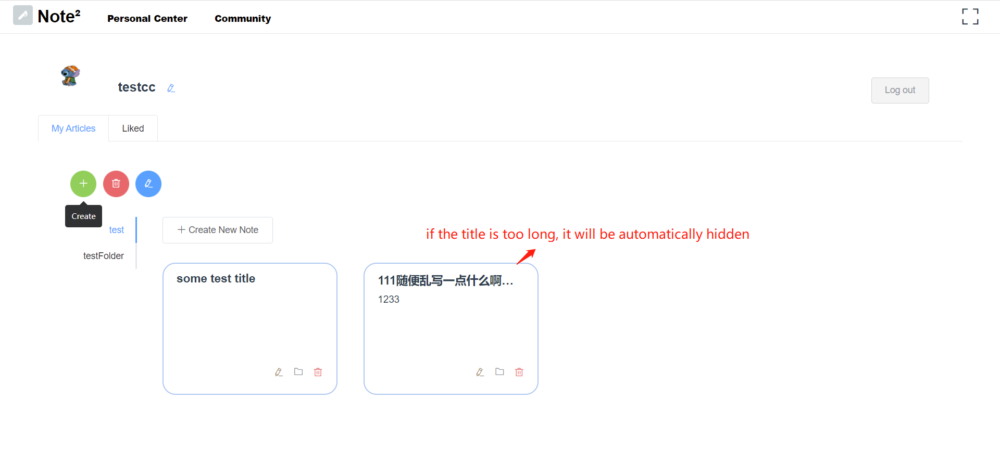 Note²
Personal Center
Community
testcc
Log out
My Articles
Liked
Create
test
testFolder
Create New Note
if the title is too long, it will be automatically hidden
some test title
111随便乱写一点什么啊...
1233